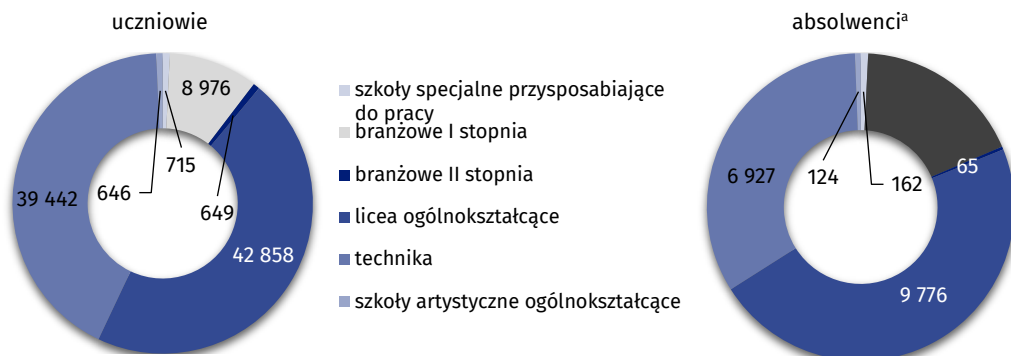 uczniowie
absolwenciᵃ
8 976
715
646
649
39 442
42 858
szkoły specjalne przysposabiające
do pracy
branżowe I stopnia
branżowe II stopnia
licea ogólnokształcące
technika
szkoły artystyczne ogólnokształcące
6 927
124
162
65
9 776